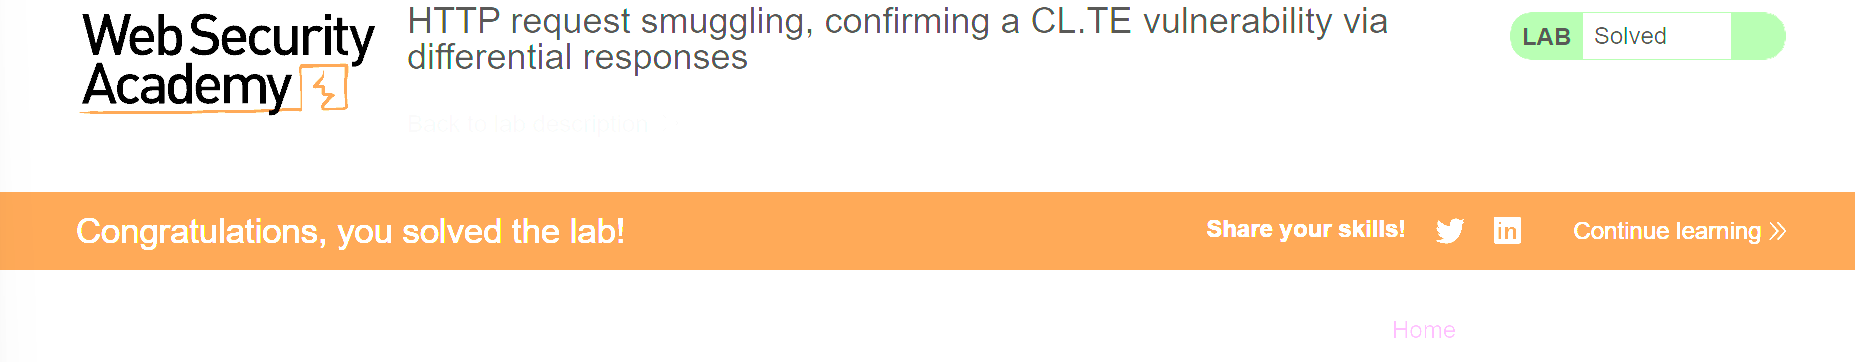 Web Security
Academy
HTTP request smuggling, confirming a CL.TE vulnerability via
differential responses
LAB Solved
Back to lab description
Congratulations, you solved the lab!
Share your skills!
Continue learning
Home